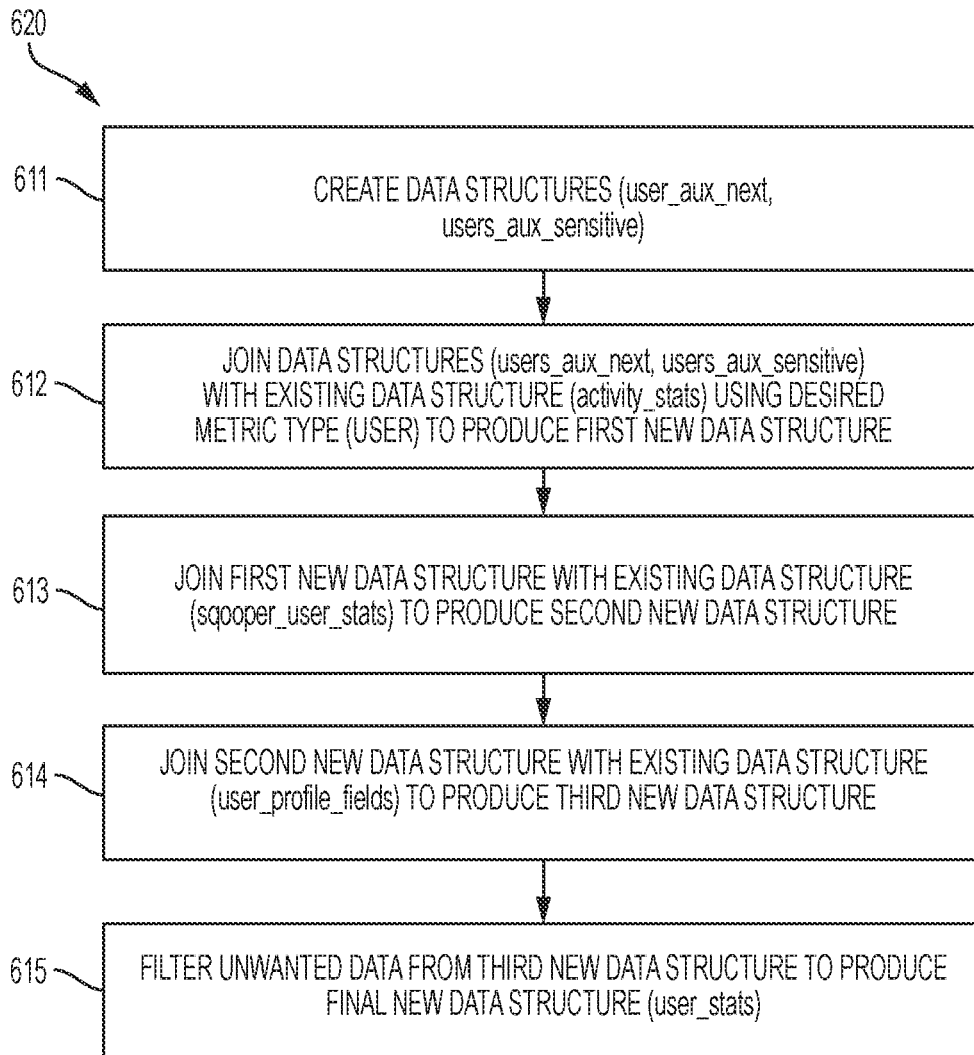 620
611
CREATE DATA STRUCTURES (user_aux_next,
users_aux_sensitive)
612
JOIN DATA STRUCTURES (users_aux_next, users_aux_sensitive)
WITH EXISTING DATA STRUCTURE (activity_stats) USING DESIRED
METRIC TYPE (USER) TO PRODUCE FIRST NEW DATA STRUCTURE
613
JOIN FIRST NEW DATA STRUCTURE WITH EXISTING DATA STRUCTURE
(sqooper_user_stats) TO PRODUCE SECOND NEW DATA STRUCTURE
614
JOIN SECOND NEW DATA STRUCTURE WITH EXISTING DATA STRUCTURE
(user_profile_fields) TO PRODUCE THIRD NEW DATA STRUCTURE
615
FILTER UNWANTED DATA FROM THIRD NEW DATA STRUCTURE TO PRODUCE
FINAL NEW DATA STRUCTURE (user_stats)